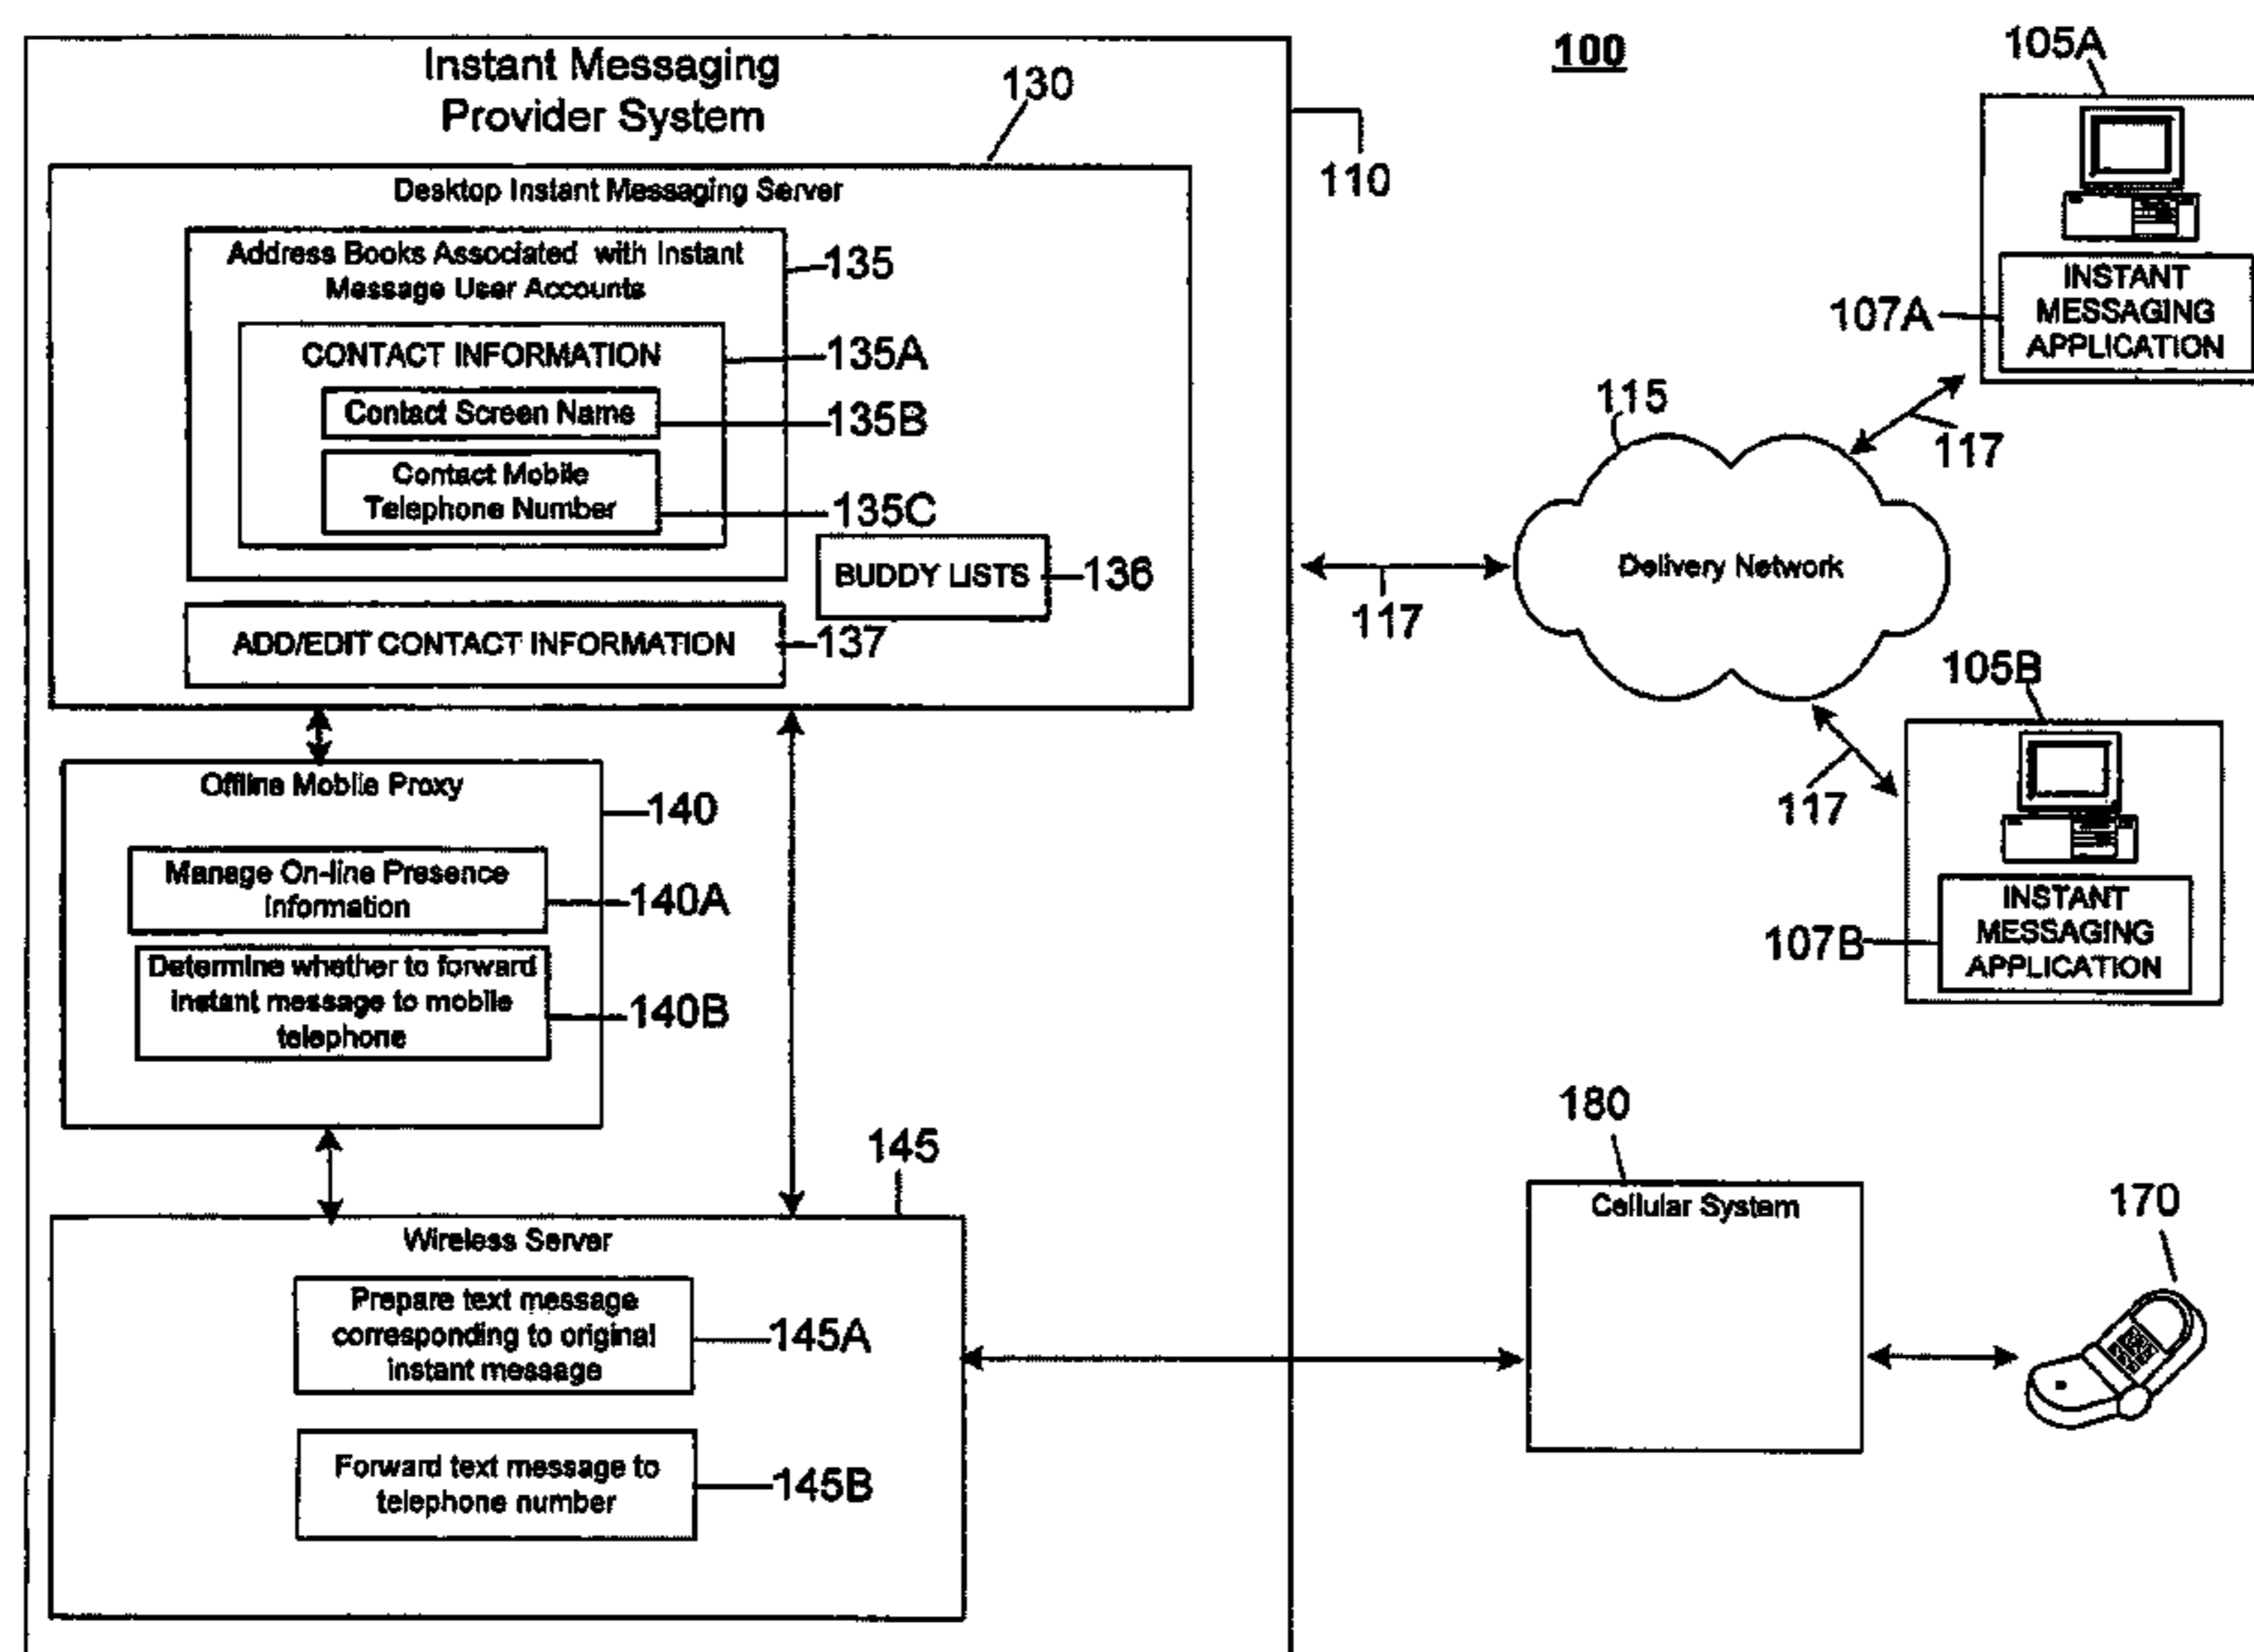 Instant Messaging
Provider System
130
100
105A
110
Desktop Instant Messaging Server
Address Books Associated with Instant
Message User Accounts
135
CONTACT INFORMATION
135A
Contact Screen Name
135B
Contact Mobile
Telephone Number
135C
BUDDY LISTS
136
ADD/EDIT CONTACT INFORMATION
137
INSTANT
MESSAGING
APPLICATION
107A
115
117
Delivery Network
117
105B
117
INSTANT
MESSAGING
APPLICATION
107B
Offline Mobile Proxy
140
Manage On-line Presence
Information
140A
Determine whether to forward
instant message to mobile
telephone
140B
145
Wireless Server
Prepare text message
corresponding to original
instant message
145A
Forward text message to
telephone number
145B
180
Cellular System
170